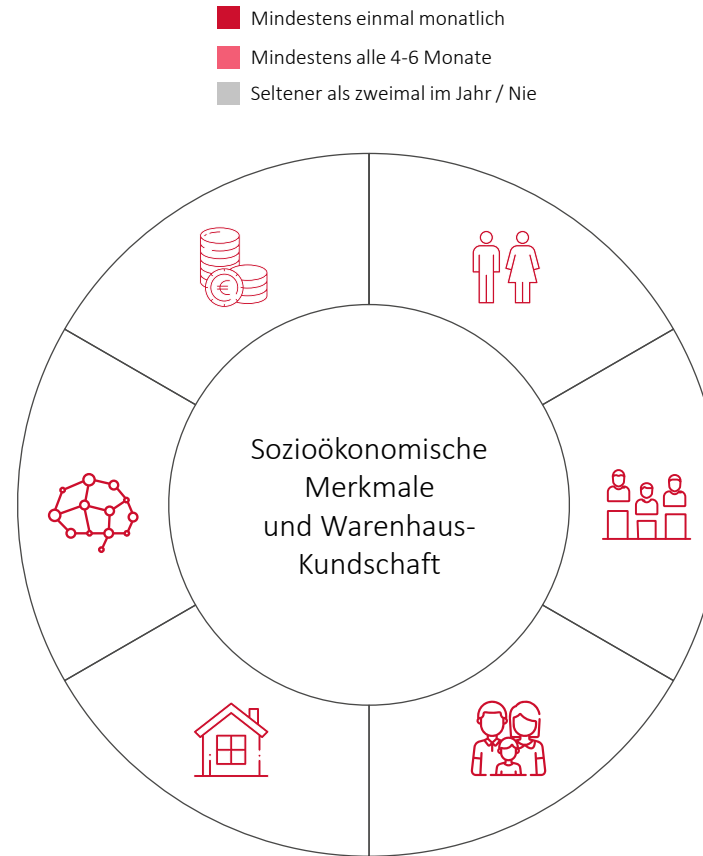 Mindestens einmal monatlich
Mindestens alle 4-6 Monate
Seltener als zweimal im Jahr / Nie
€
Sozioökonomische
Merkmale
und Warenhaus-
Kundschaft